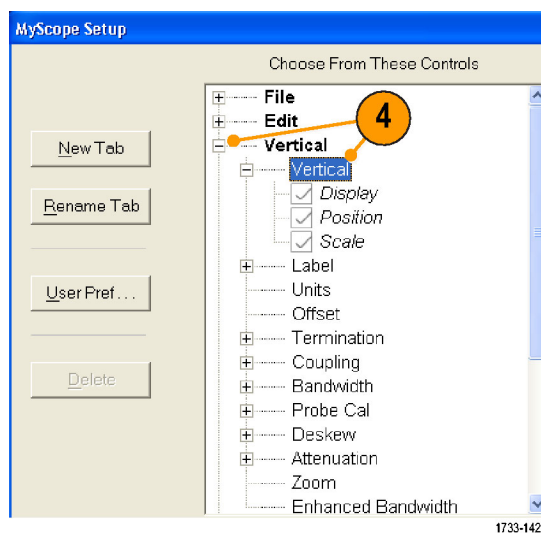 MyScope Setup
Choose From These Controls
File
Edit
4
Vertical
New Tab
Vertical
Display
Rename Tab
Position
Scale
Label
User Pref...
Units
Offset
Termination
Coupling
Delete
Bandwidth
Probe Cal
Deskew
Attenuation
Zoom
Enhanced Bandwidth
1733-142